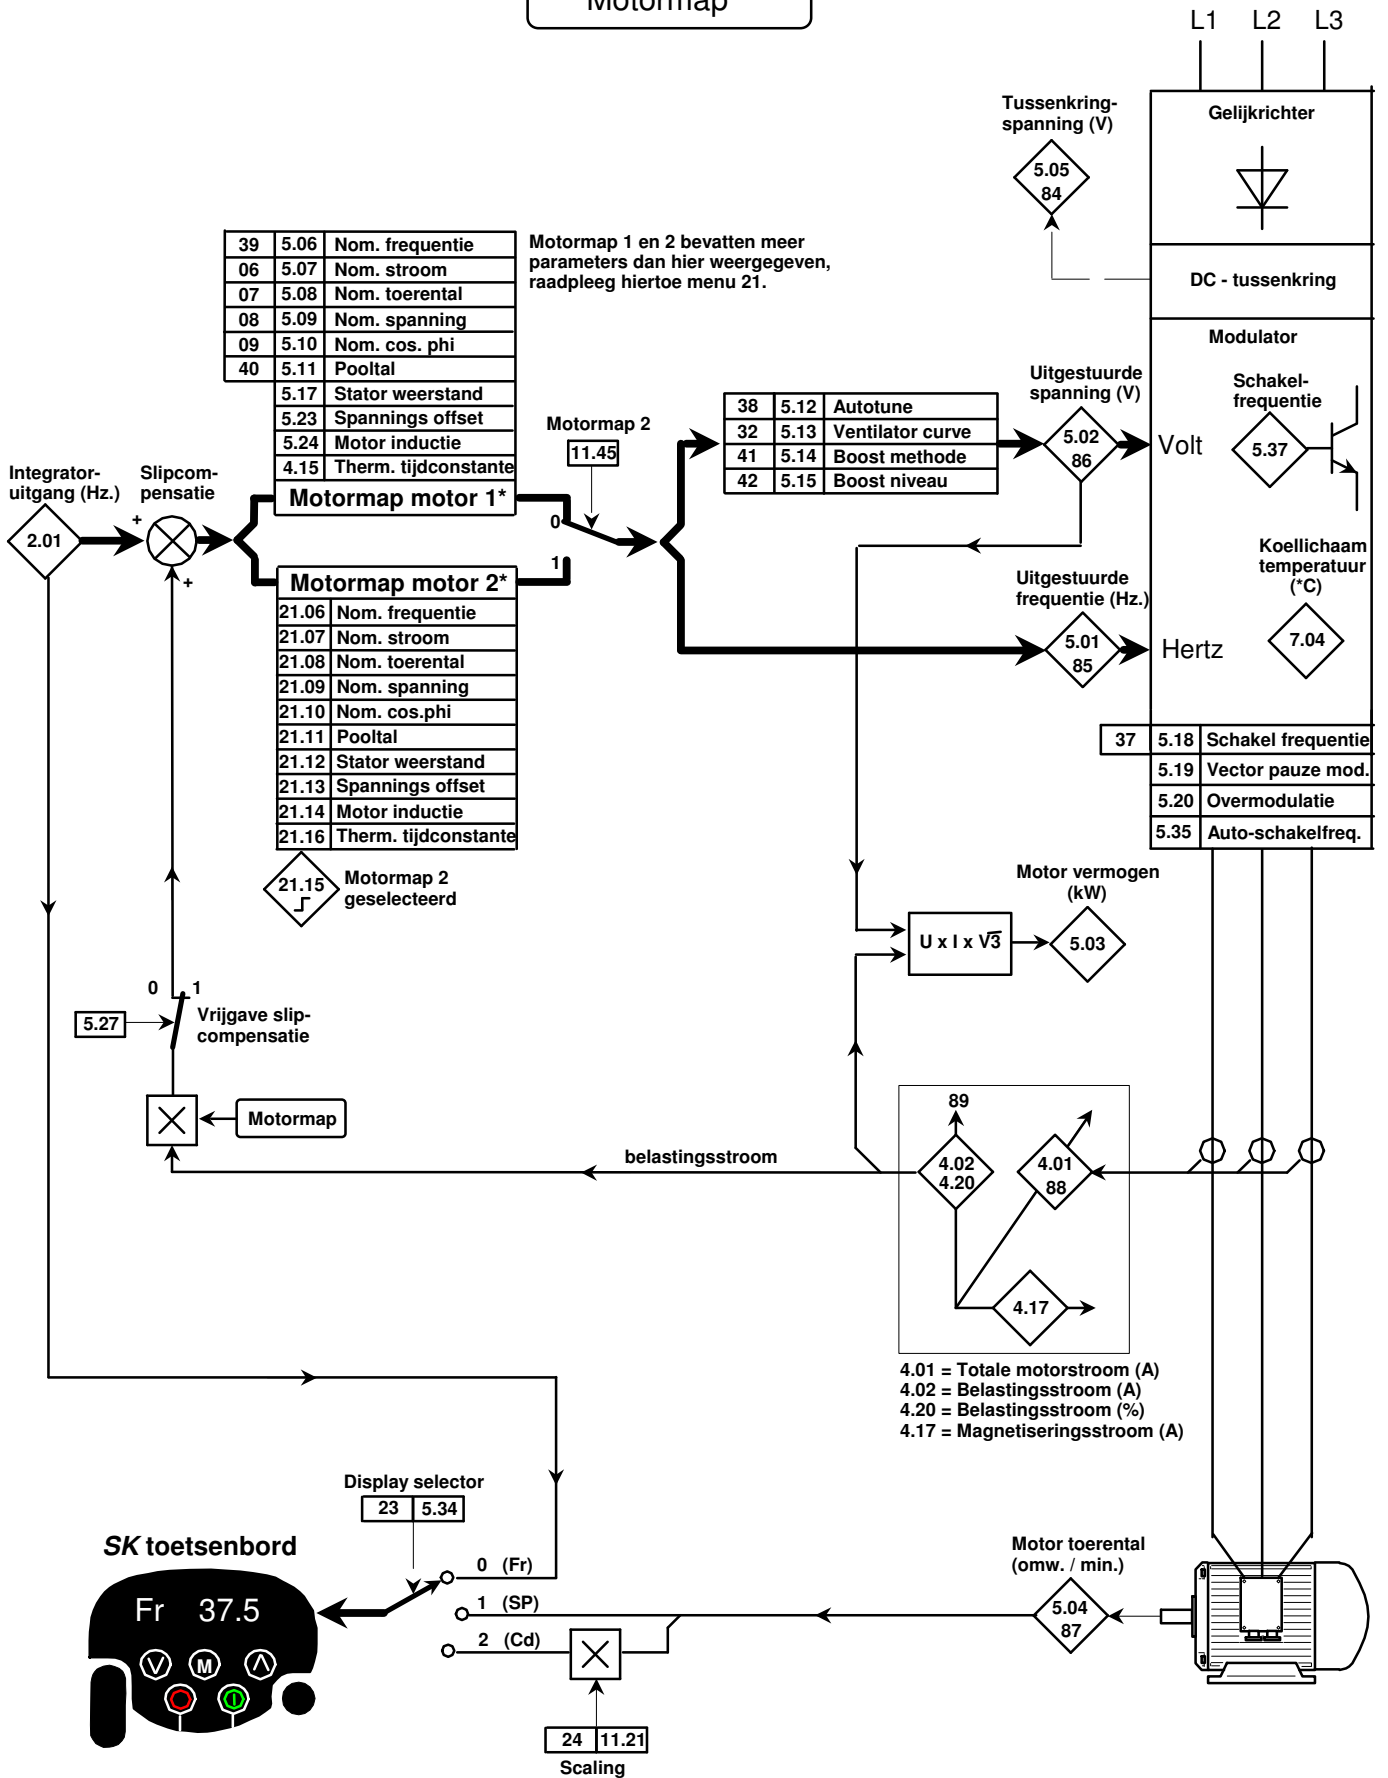 Motormap
L1 L2 L3
Gelijkrichter
Tussenkring-
spanning (V)
5.05
84
DC - tussenkring
39 5.06 Nom. frequentie
06 5.07 Nom. stroom
07 5.08 Nom. toerental
08 5.09 Nom. spanning
09 5.10 Nom. cos. phi
40 5.11 Pooltal
5.17 Stator weerstand
5.23 Spannings offset
5.24 Motor inductie
4.15 Therm. tijdconstante
Motormap motor 1*
Motormap 1 en 2 bevatten meer
parameters dan hier weergegeven,
raadpleeg hiertoe menu 21.
Modulator
Schakel-
frequentie
5.37
Uitgestuurde
spanning (V)
5.02
86
Volt
38 5.12 Autotune
32 5.13 Ventilator curve
41 5.14 Boost methode
42 5.15 Boost niveau
Motormap 2
11.45
0
1
Integrator-
uitgang (Hz.)
2.01
Slipcom-
pensatie
+
+
Motormap motor 2*
21.06 Nom. frequentie
21.07 Nom. stroom
21.08 Nom. toerental
21.09 Nom. spanning
21.10 Nom. cos.phi
21.11 Pooltal
21.12 Stator weerstand
21.13 Spannings offset
21.14 Motor inductie
21.16 Therm. tijdconstante
21.15
Motormap 2
geselecteerd
Koellichaam
temperatuur
(*C)
7.04
Uitgestuurde
frequentie (Hz.)
5.01
85
Hertz
37 5.18 Schakel frequentie
5.19 Vector pauze mod.
5.20 Overmodulatie
5.35 Auto-schakelfreq.
Motor vermogen
(kW)
U x I x V3
5.03
0 1
5.27
Vrijgave slip-
compensatie
Motormap
belastingsstroom
89
4.02
4.20
4.01
88
4.17
4.01 = Totale motorstroom (A)
4.02 = Belastingsstroom (A)
4.20 = Belastingsstroom (%)
4.17 = Magnetiseringsstroom (A)
Display selector
23 5.34
SK toetsenbord
Fr 37.5
M
0 (Fr)
1 (SP)
2 (Cd)
24 11.21
Scaling
Motor toerental
(omw. / min.)
5.04
87